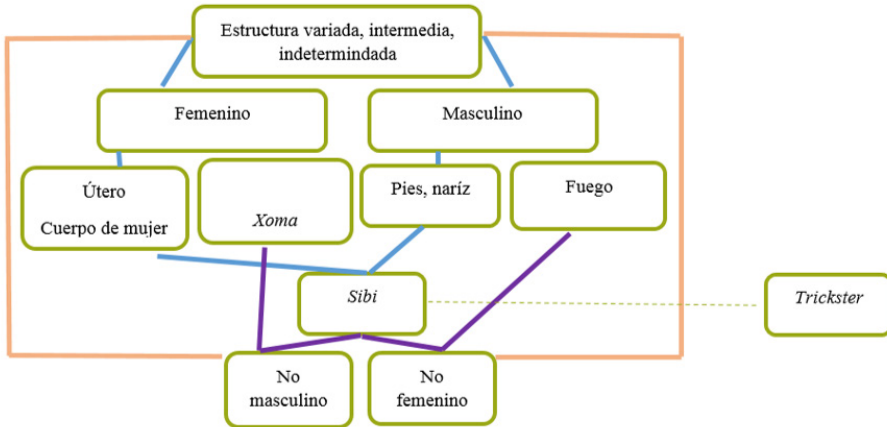 Estructura variada, intermedia,
indetermindada
Femenino
Masculino
Útero
Cuerpo de mujer
Xoma
Pies, naríz
Fuego
Sibi
Trickster
No
masculino
No
femenino